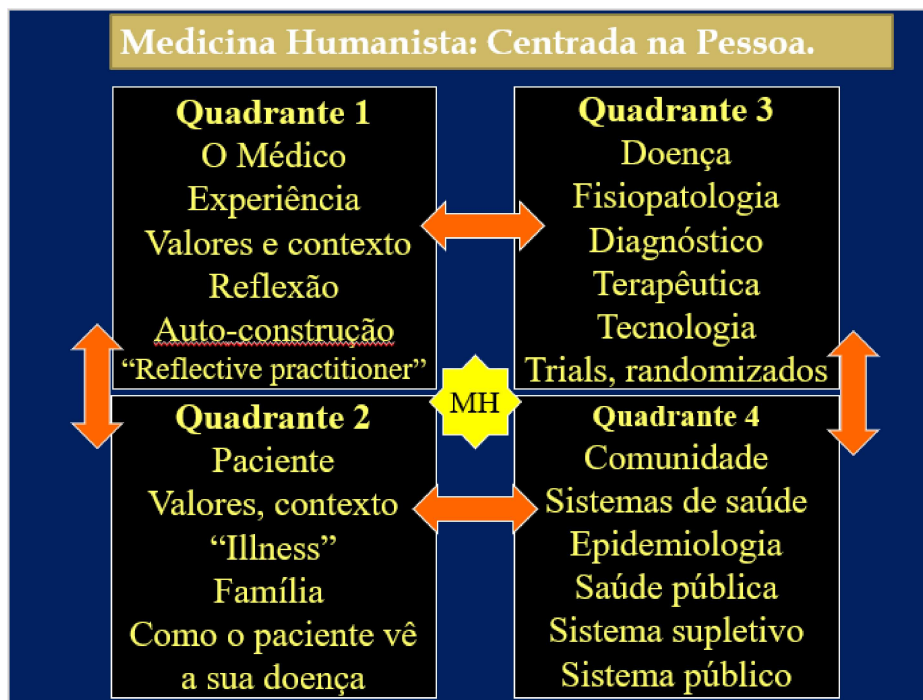 Medicina Humanista: Centrada na Pessoa.
Quadrante 1
O Médico
Experiência
Valores e contexto
Reflexão
Auto-construção
“Reflective practitioner”
Quadrante 3
Doença
Fisiopatologia
Diagnóstico
Terapêutica
Tecnologia
Trials, randomizados
MH
Quadrante 2
Paciente
Valores, contexto
“Illness”
Família
Como o paciente vê
a sua doença
Quadrante 4
Comunidade
Sistemas de saúde
Epidemiologia
Saúde pública
Sistema supletivo
Sistema público